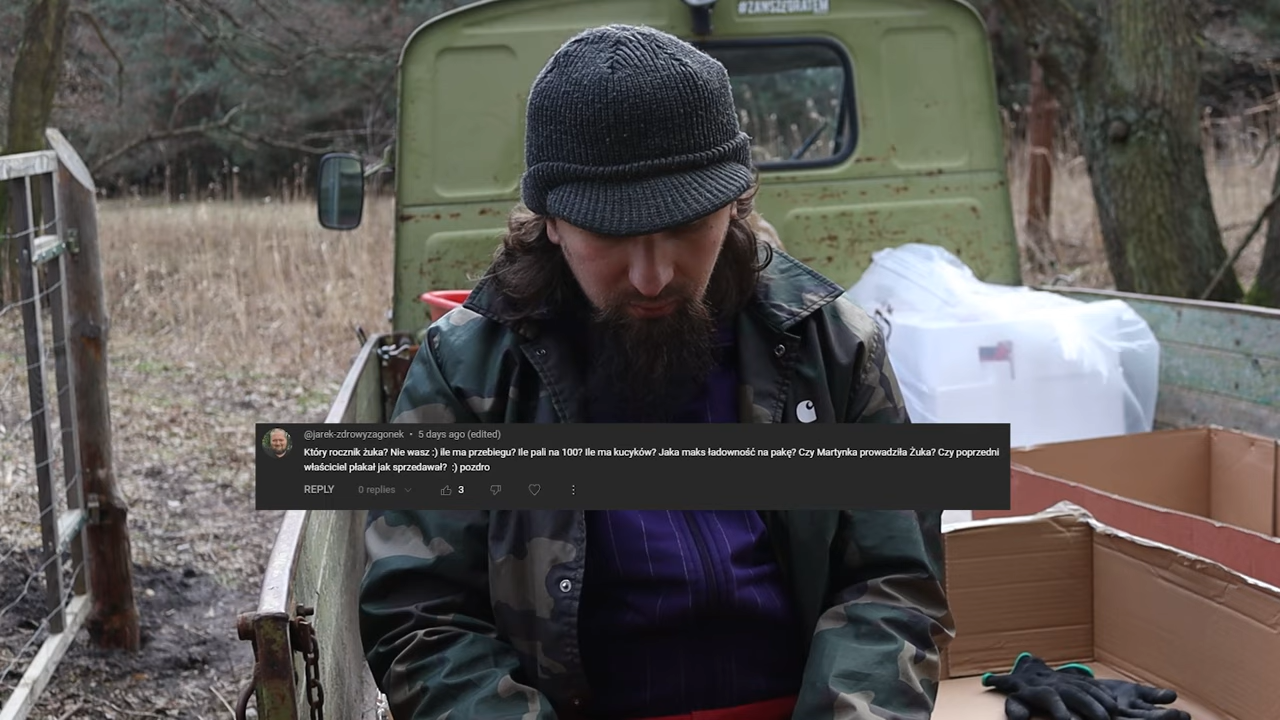 #ZAWSZEGRATEM
@jarek-zdrowyzagonek • 5 days ago (edited)
Który rocznik żuka? Nie wasz :) ile ma przebiegu? Ile pali na 100? Ile ma kucyków? Jaka maks ładowność na pakę? Czy Martynka prowadziła Żuka? Czy poprzedni
właściciel płakał jak sprzedawał? :) pozdro
REPLY 0 replies 3